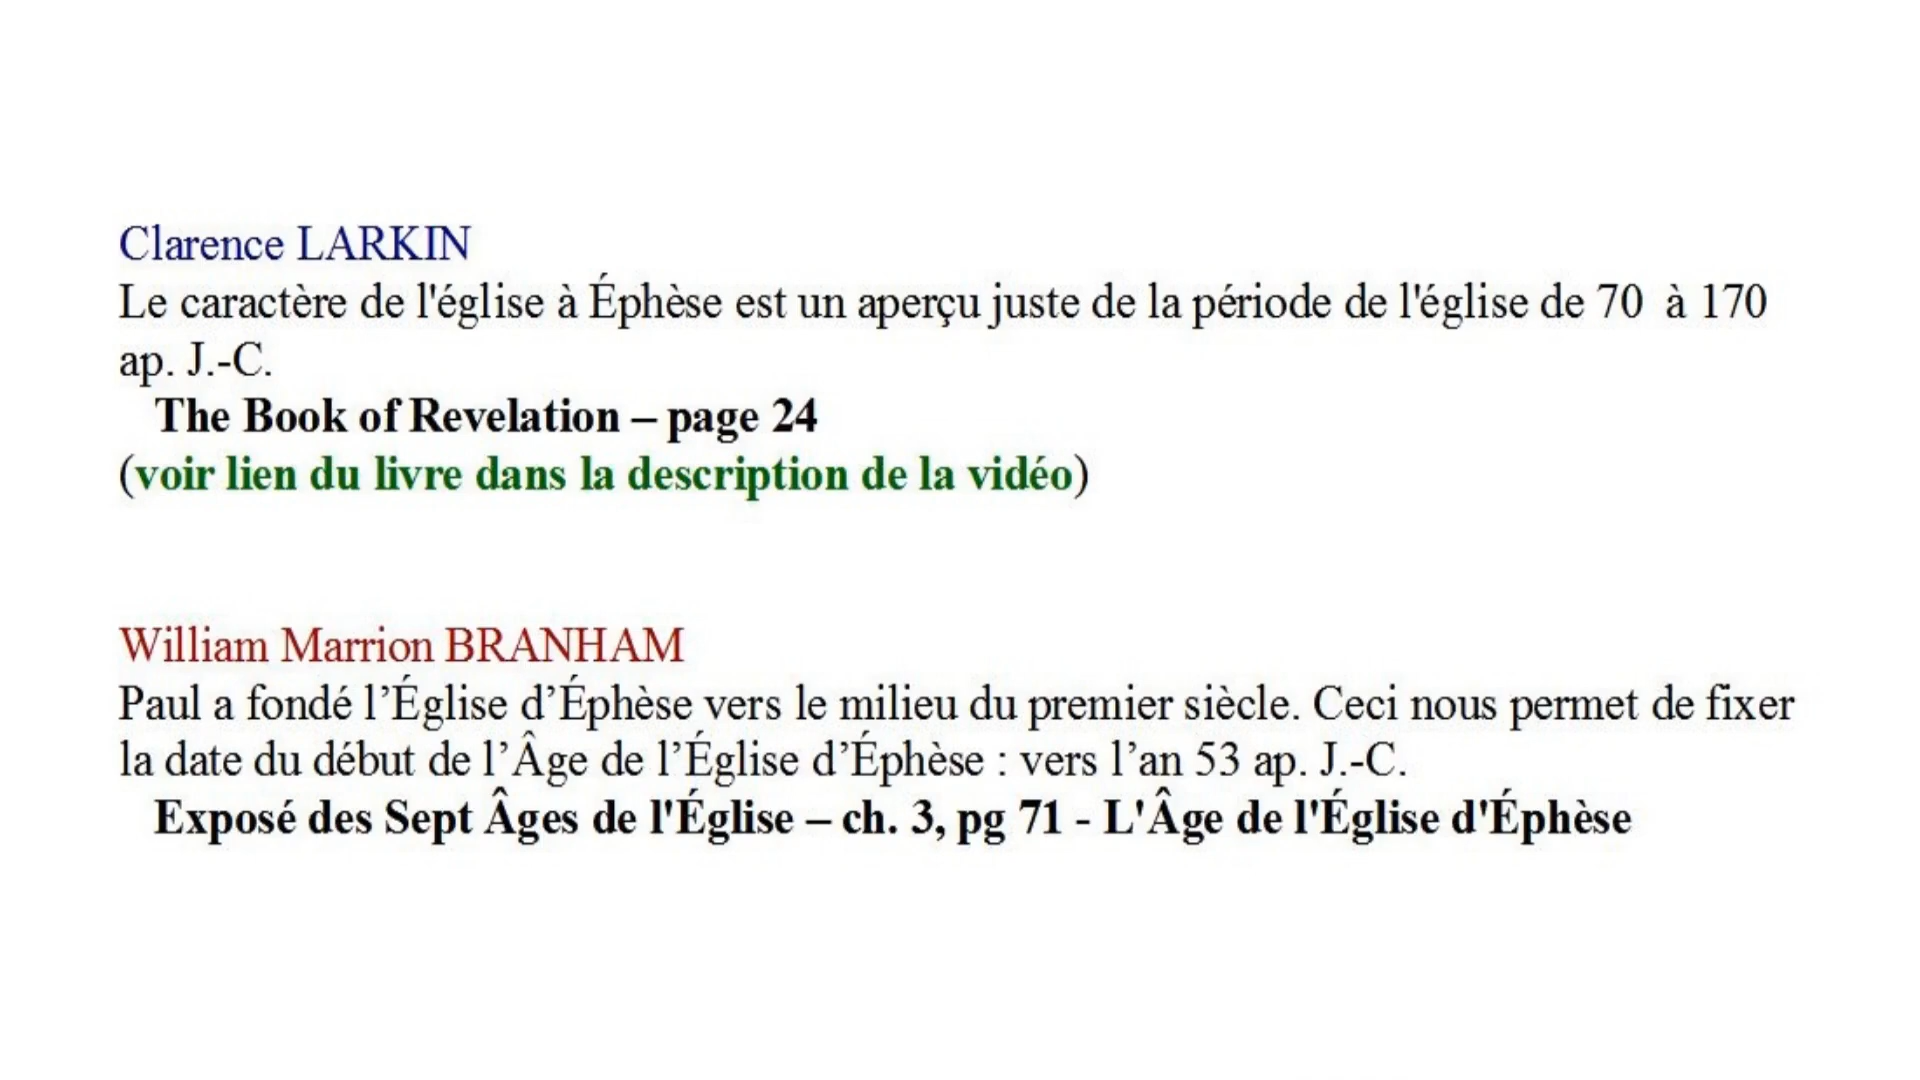 Clarence LARKIN
Le caractère de l'église à Éphèse est un aperçu juste de la période de l'église de 70  à 170
ap. J.-C.
The Book of Revelation – page 24
(voir lien du livre dans la description de la vidéo)
William Marrion BRANHAM
Paul a fondé l’Église d’Éphèse vers le milieu du premier siècle. Ceci nous permet de fixer
la date du début de l’Âge de l’Église d’Éphèse : vers l’an 53 ap. J.-C.
Exposé des Sept Âges de l'Église – ch. 3, pg 71 - L'Âge de l'Église d'Éphèse